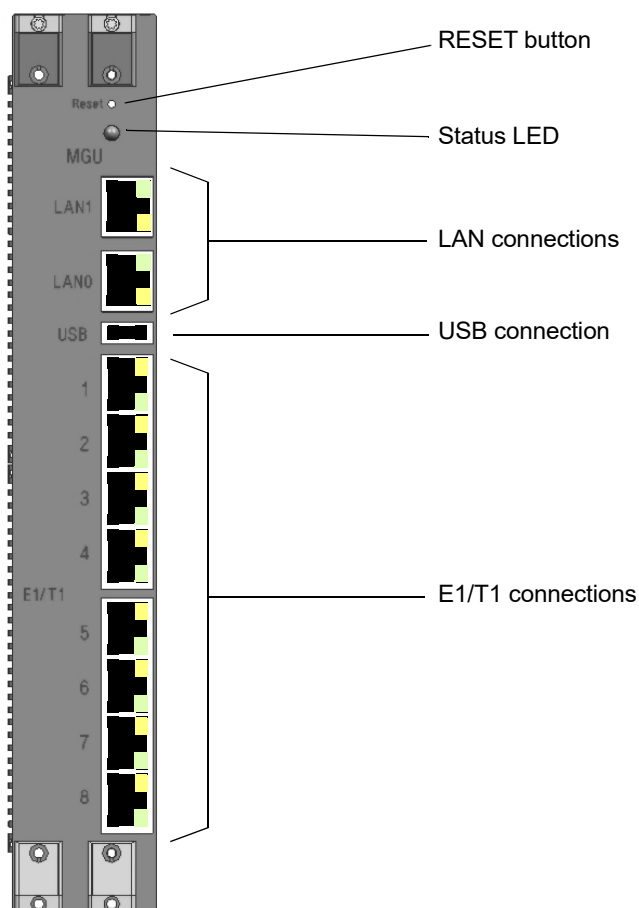 RESET button
Reset
Status LED
MGU
LAN1
LAN connections
LAN0
USB
USB connection
1
2
3
4
E1/T1
E1/T1 connections
5
6
7
8